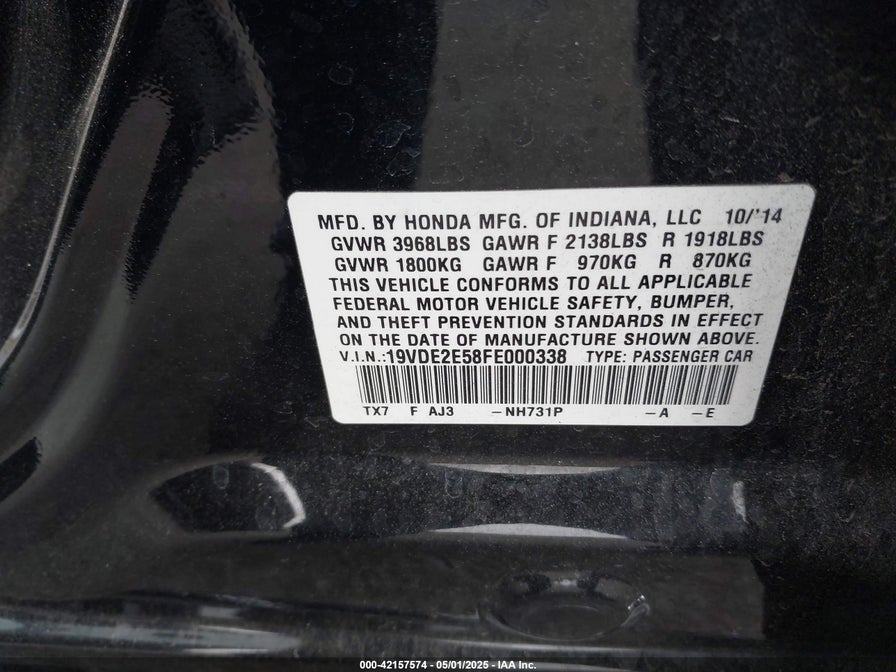 MFD. BY HONDA MFG. OF INDIANA, LLC 10/'14
GVWR 3968LBS GAWR F 2138LBS R 1918LBS
GVWR 1800KG GAWR F 970KG R 870KG
THIS VEHICLE CONFORMS TO ALL APPLICABLE
FEDERAL MOTOR VEHICLE SAFETY, BUMPER,
AND THEFT PREVENTION STANDARDS IN EFFECT
ON THE DATE OF MANUFACTURE SHOWN ABOVE.
V.I.N.:19VDE2E58FE000338 TYPE: PASSENGER CAR
TX7 F AJ3 -NH731P -A -E
000-42157574 - 05/01/2025 - IAA Inc.